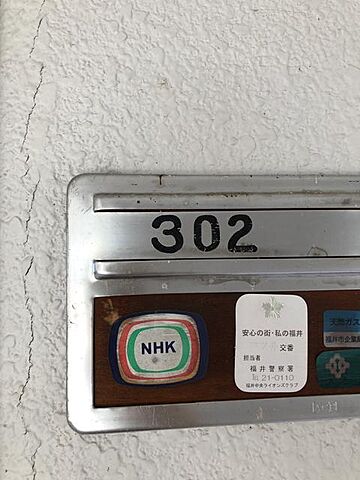 302
NHK
安心の街・私の福井
交番
担当者
福井警察署
℡ 21-0110
福井中央ライオンズクラブ
天然ガス
福井市企業